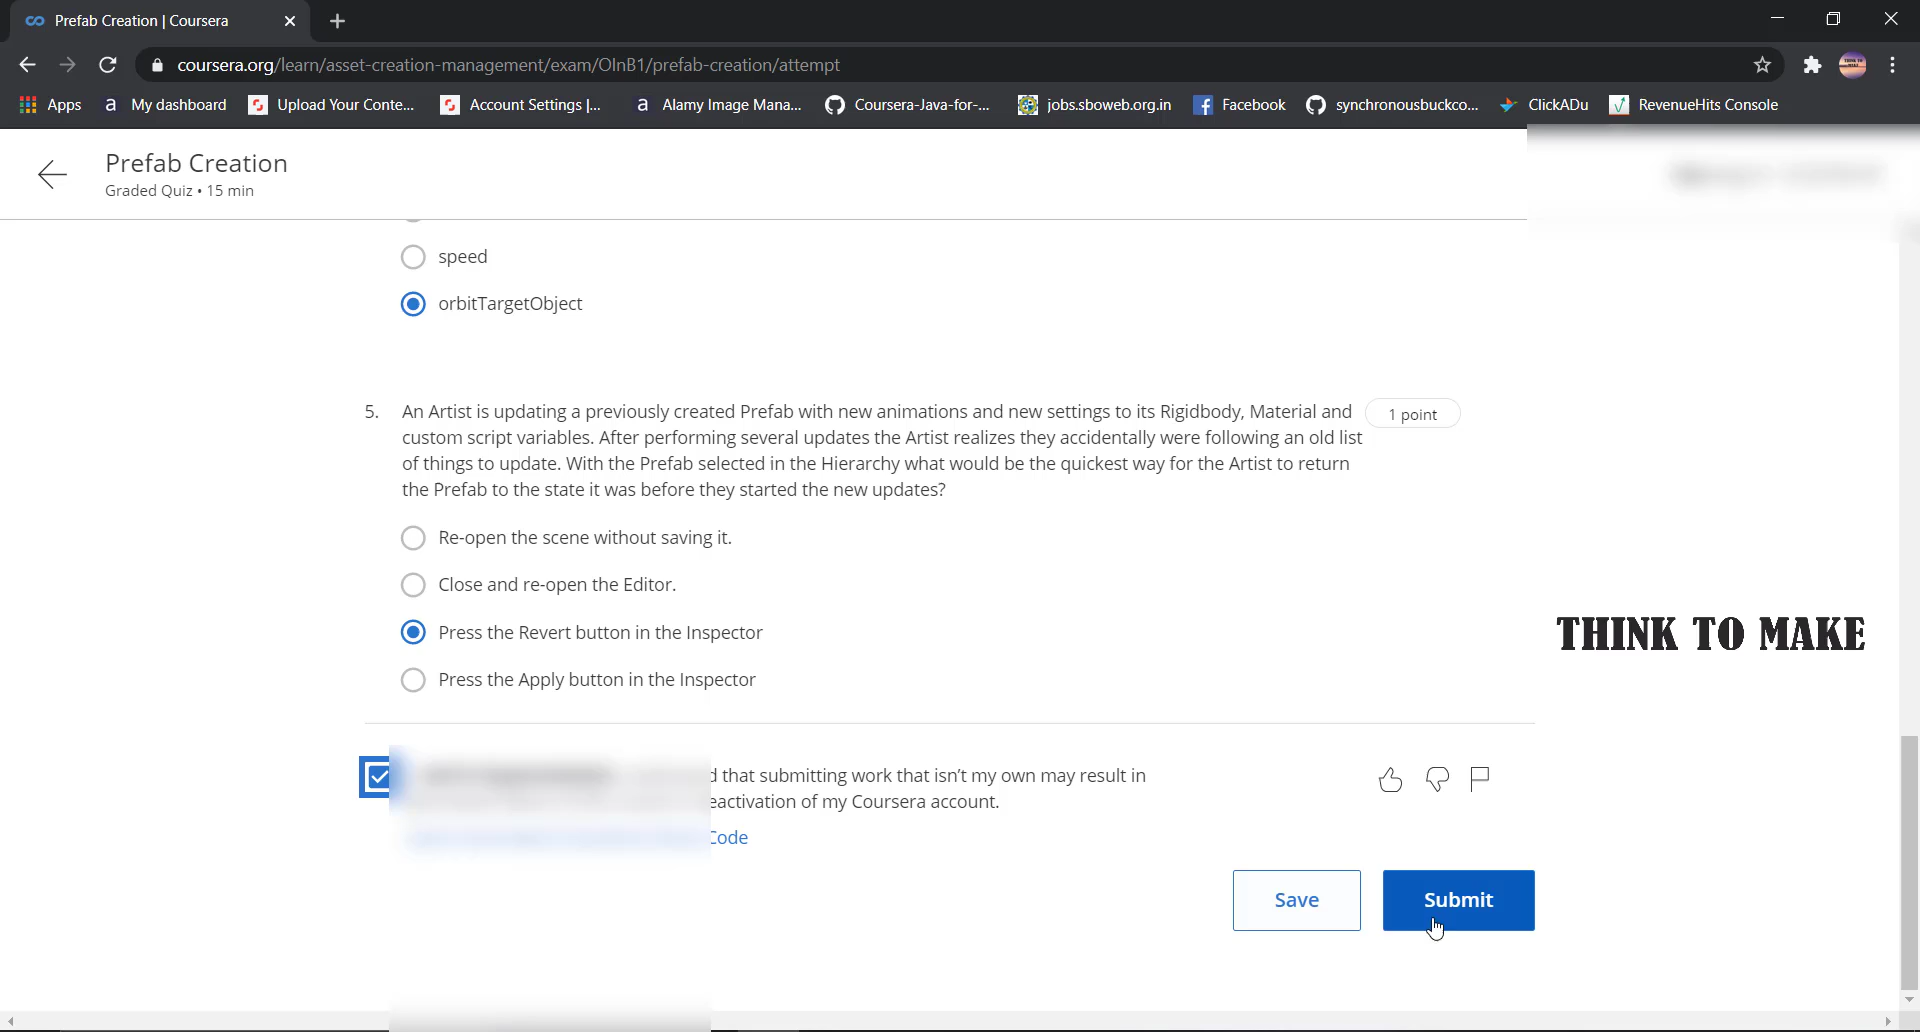 Prefab Creation | Coursera
coursera.org/learn/asset-creation-management/exam/OInB1/prefab-creation/attempt
Apps a My dashboard Upload Your Conte... Account Settings |... a Alamy Image Mana... Coursera-Java-for-... jobs.sboweb.org.in Facebook synchronousbuckco... ClickADu RevenueHits Console
Prefab Creation
Graded Quiz • 15 min
speed
orbitTargetObject
5. An Artist is updating a previously created Prefab with new animations and new settings to its Rigidbody, Material and 1 point
custom script variables. After performing several updates the Artist realizes they accidentally were following an old list
of things to update. With the Prefab selected in the Hierarchy what would be the quickest way for the Artist to return
the Prefab to the state it was before they started the new updates?
Re-open the scene without saving it.
Close and re-open the Editor.
Press the Revert button in the Inspector
THINK TO MAKE
Press the Apply button in the Inspector
d that submitting work that isn't my own may result in
eactivation of my Coursera account.
Code
Save Submit